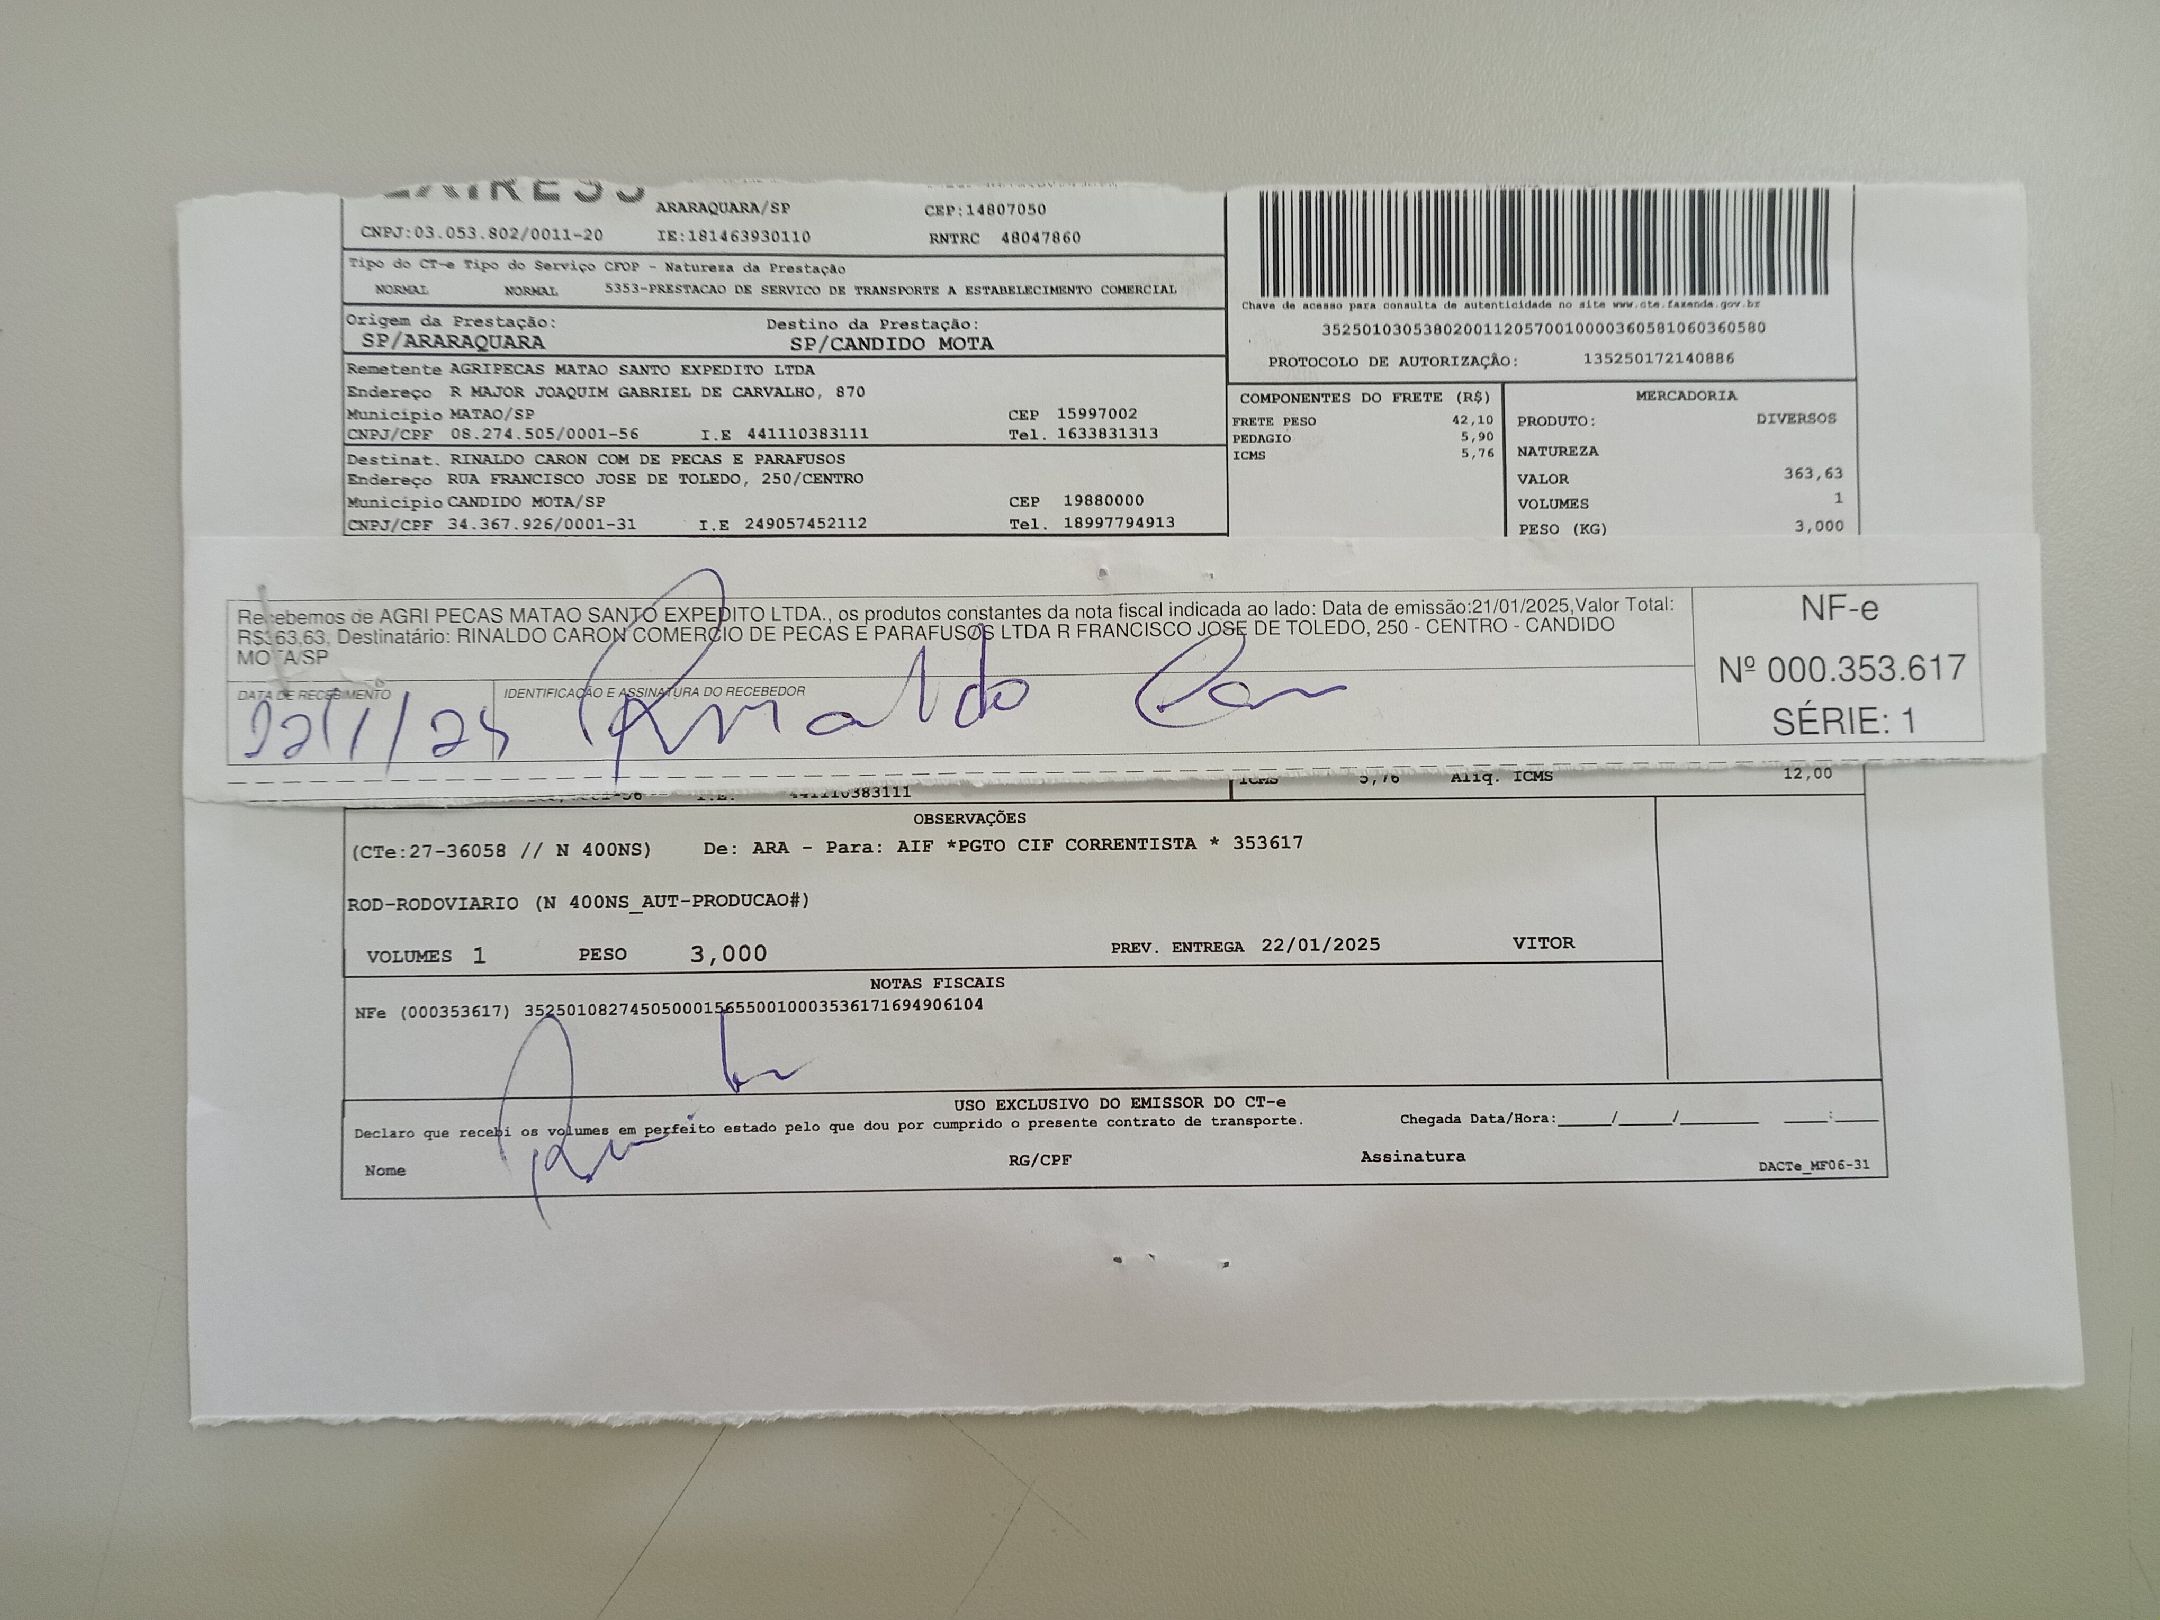 ARARAQUARA/SP CEP:14807050
CNPJ:03.053.802/0011-20 IE:181463930110 RNTRC 48047860
Tipo do CT-e Tipo do Serviço CFOP - Natureza da Prestação
NORMAL NORMAL 5353-PRESTACAO DE SERVICO DE TRANSPORTE A ESTABELECIMENTO COMERCIAL
Origem da Prestação: Destino da Prestação:
SP/ARARAQUARA SP/CANDIDO MOTA
Remetente AGRIPECAS MATAO SANTO EXPEDITO LTDA
Endereço R MAJOR JOAQUIM GABRIEL DE CARVALHO, 870
Município MATAO/SP CEP 15997002
CNPJ/CPF 08.274.505/0001-56 I.E 441110383111 Tel. 1633831313
Destinat. RINALDO CARON COM DE PECAS E PARAFUSOS
Endereço RUA FRANCISCO JOSE DE TOLEDO, 250/CENTRO
Município CANDIDO MOTA/SP CEP 19880000
CNPJ/CPF 34.367.926/0001-31 I.E 249057452112 Tel. 18997794913
Chave de acesso para consulta de autenticidade no site www.cte.fazenda.gov.br
35250103053802001120570010000360581060360580
PROTOCOLO DE AUTORIZAÇÃO: 135250172140886
COMPONENTES DO FRETE (R$)
FRETE PESO 42,10
PEDAGIO 5,90
ICMS 5,76
MERCADORIA
PRODUTO: DIVERSOS
NATUREZA
VALOR 363,63
VOLUMES 1
PESO (KG) 3,000
Recebemos de AGRI PECAS MATAO SANTO EXPEDITO LTDA., os produtos constantes da nota fiscal indicada ao lado: Data de emissão:21/01/2025,Valor Total:
R$363,63, Destinatário: RINALDO CARON COMERCIO DE PECAS E PARAFUSOS LTDA R FRANCISCO JOSE DE TOLEDO, 250 - CENTRO - CANDIDO
MOTA/SP
DATA DE RECEBIMENTO IDENTIFICAÇÃO E ASSINATURA DO RECEBEDOR
Rinaldo
NF-e
Nº 000.353.617
SÉRIE: 1
ICMS 5,76 Aliq. ICMS 12,00
OBSERVAÇÕES
(CTe:27-36058 // N 400NS) De: ARA - Para: AIF *PGTO CIF CORRENTISTA * 353617
ROD-RODOVIARIO (N 400NS_AUT-PRODUCAO#)
VOLUMES 1 PESO 3,000 PREV. ENTREGA 22/01/2025 VITOR
NOTAS FISCAIS
NFe (000353617) 35250108274505000156550010003536171694906104
USO EXCLUSIVO DO EMISSOR DO CT-e
Declaro que recebi os volumes em perfeito estado pelo que dou por cumprido o presente contrato de transporte. Chegada Data/Hora:_____/_____/_______ ____:____
Nome RG/CPF Assinatura DACTe_MF06-31